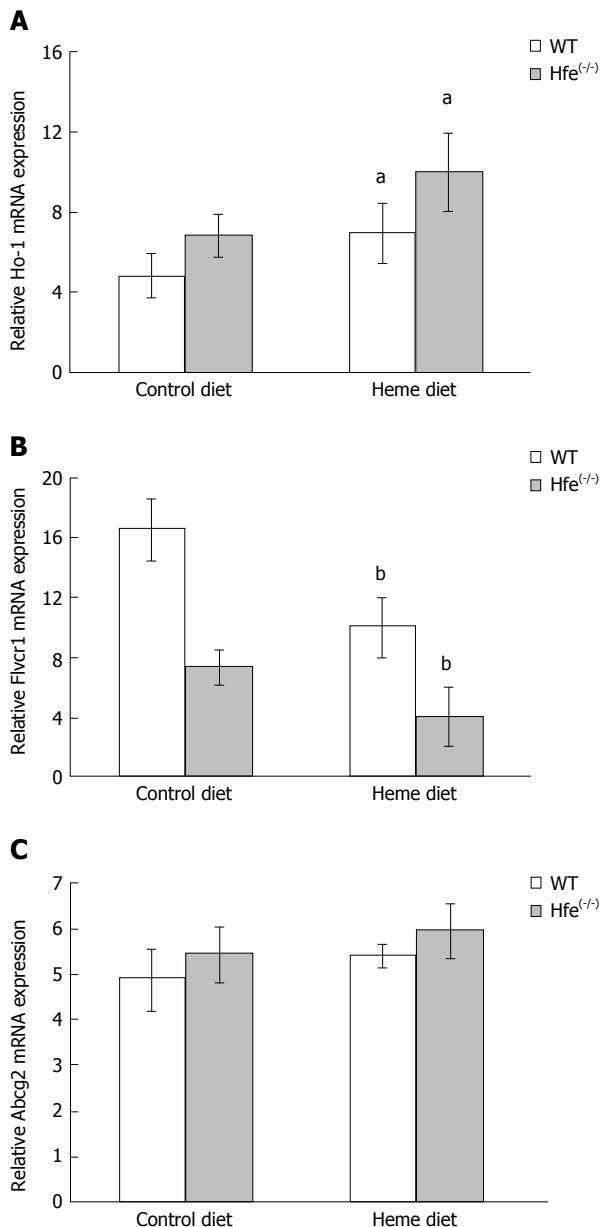 A
WT
Hfe(-/-)
Relative Ho-1 mRNA expression
16
12
8
4
0
a
a
Control diet
Heme diet
B
WT
Hfe(-/-)
Relative Flvcr1 mRNA expression
20
16
12
8
4
0
b
b
Control diet
Heme diet
C
WT
Hfe(-/-)
Relative Abcg2 mRNA expression
7
6
5
4
3
2
1
0
Control diet
Heme diet